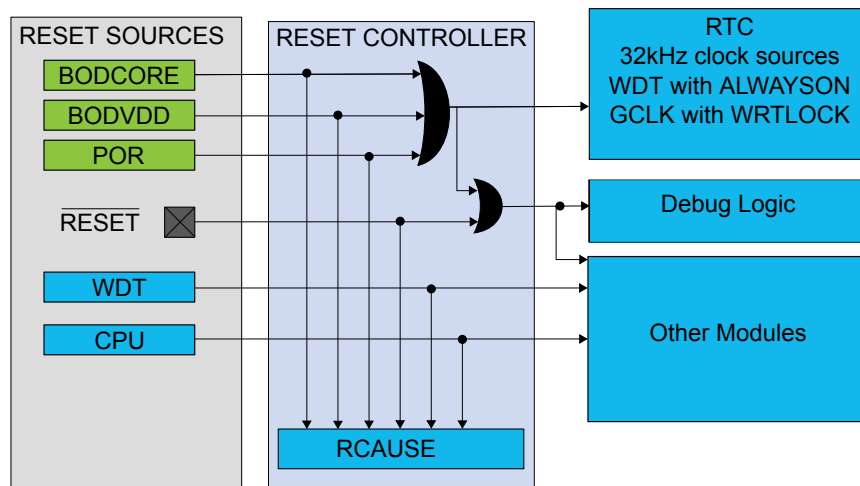 RESET SOURCES
BODCORE
BODVDD
POR
RESET
WDT
CPU
RESET CONTROLLER
RCAUSE
RTC
32kHz clock sources
WDT with ALWAYSON
GCLK with WRTLOCK
Debug Logic
Other Modules